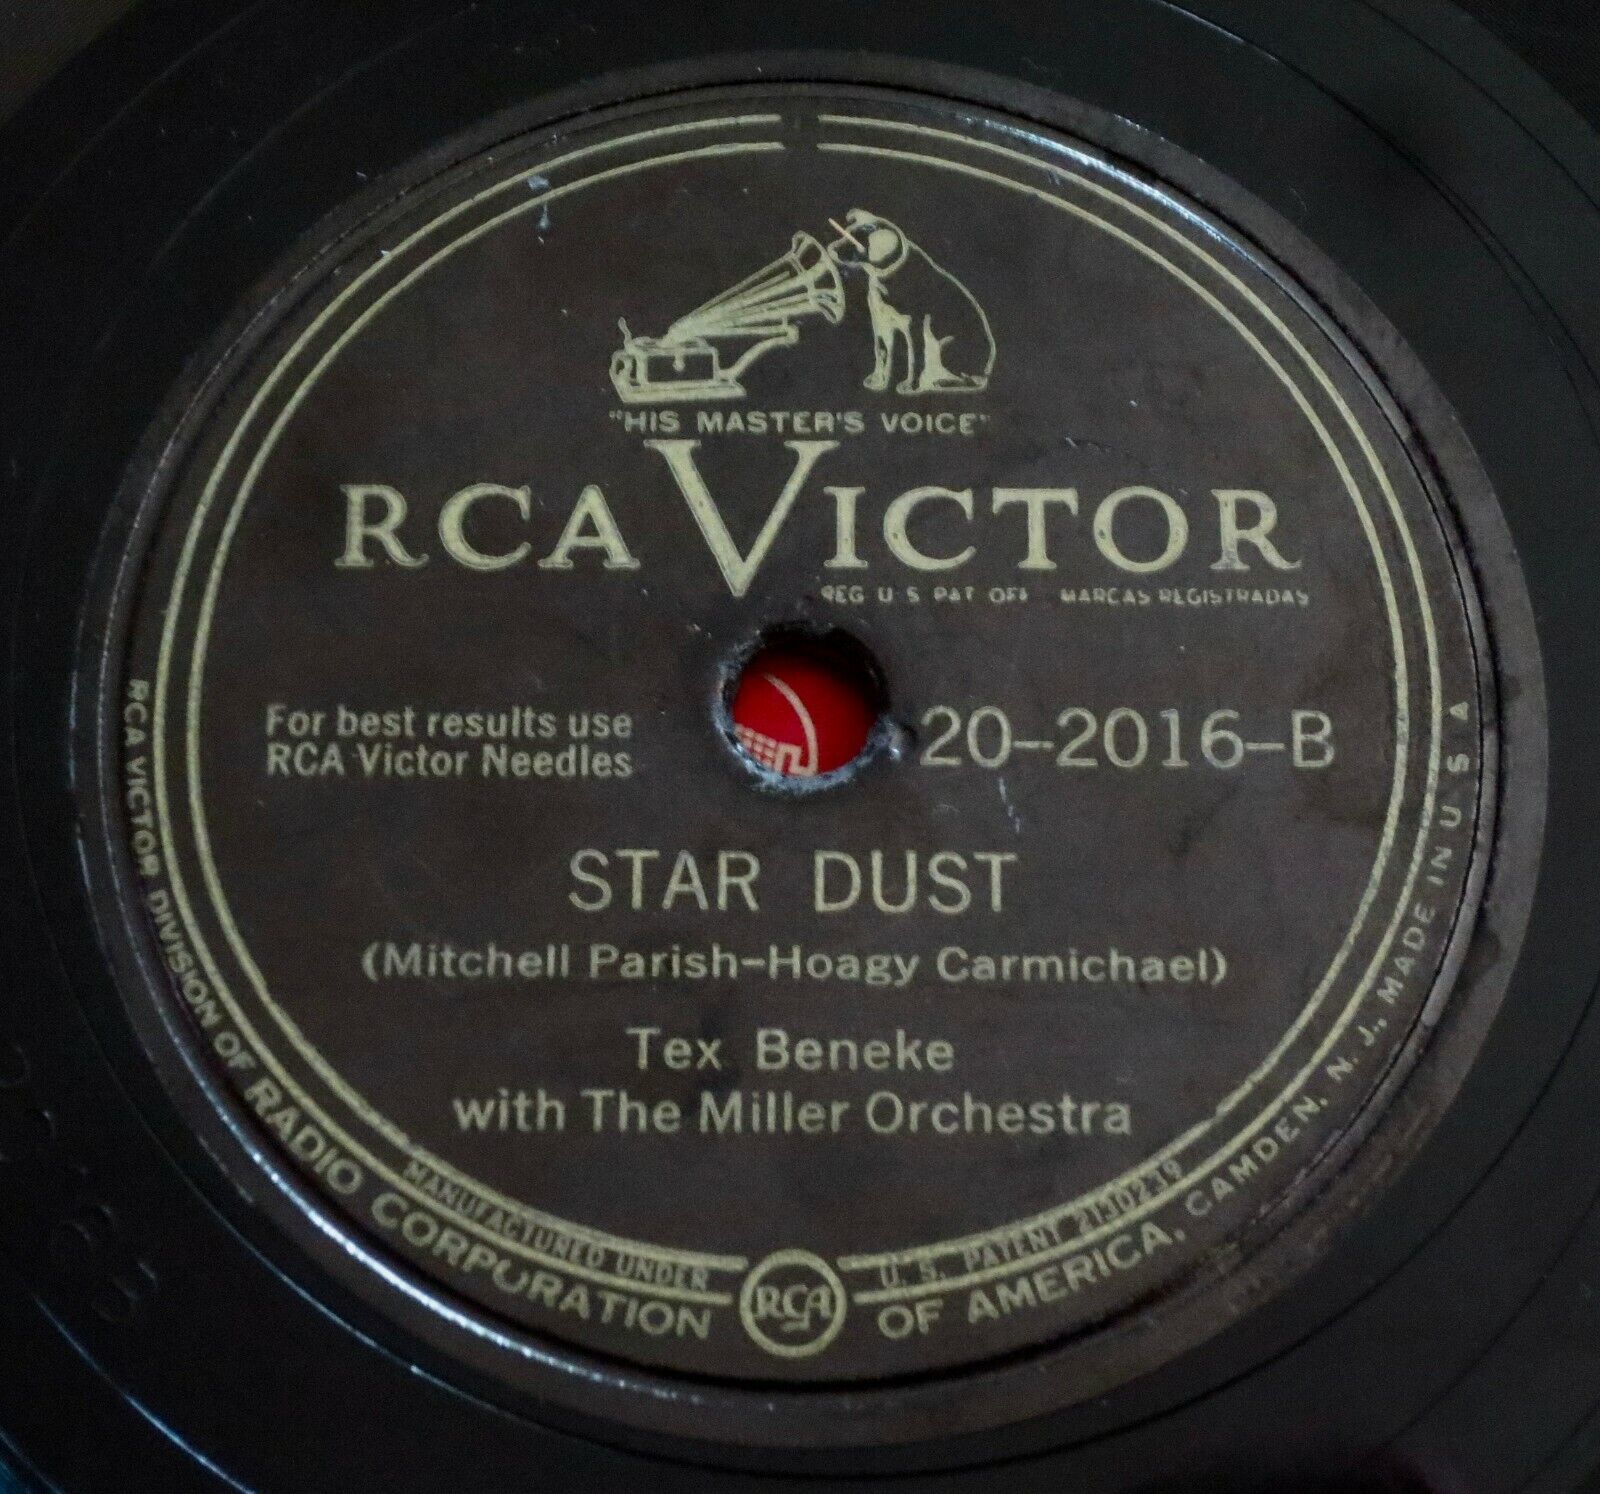 "HIS MASTER'S VOICE"
RCA VICTOR
REG U S PAT OFF MARCAS REGISTRADAS
For best results use
RCA Victor Needles
20-2016-B
STAR DUST
(Mitchell Parish-Hoagy Carmichael)
Tex Beneke
with The Miller Orchestra
MANUFACTURED UNDER U. S. PATENT 2130239
RCA
RCA VICTOR DIVISION OF RADIO CORPORATION OF AMERICA, CAMDEN, N. J., MADE IN U S A